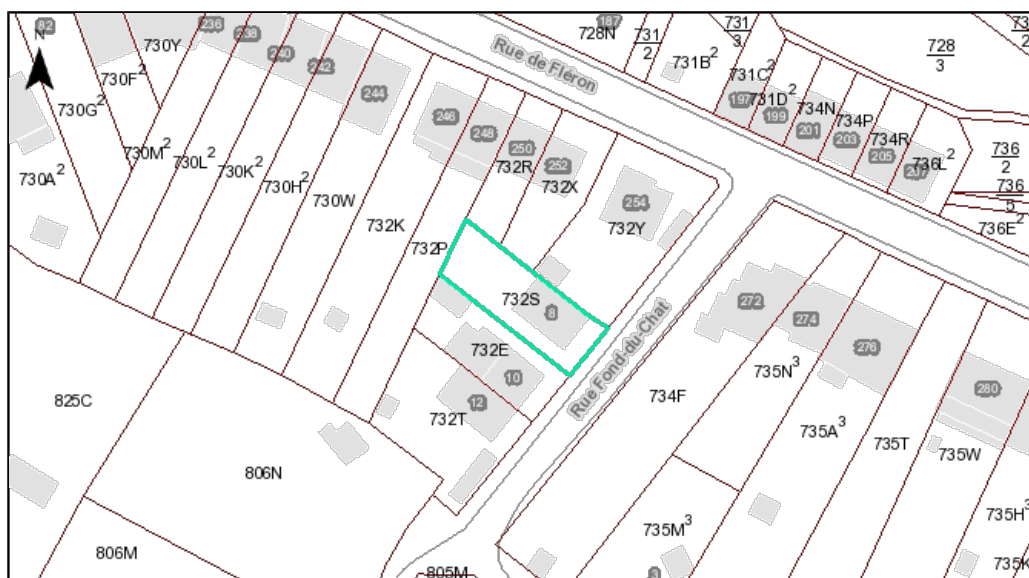 82
N
236
238
240
242
244
730Y
730F²
730G²
730M²
730L²
730K²
730H²
730W
730A²
Rue de Fléron
187
728N
731
2
731
3
731B²
731C²
731D²
197
199
201
203
205
207
734N
734P
734R
736L²
728
3
736
2
736
5
736E²
246
248
250
252
254
732R
732X
732Y
732K
732P
732S
8
732E
10
12
732T
Rue Fond-du-Chat
272
274
276
280
734F
735N³
735A³
735T
735W
735H³
735M³
735K
3
825C
806N
806M
805M